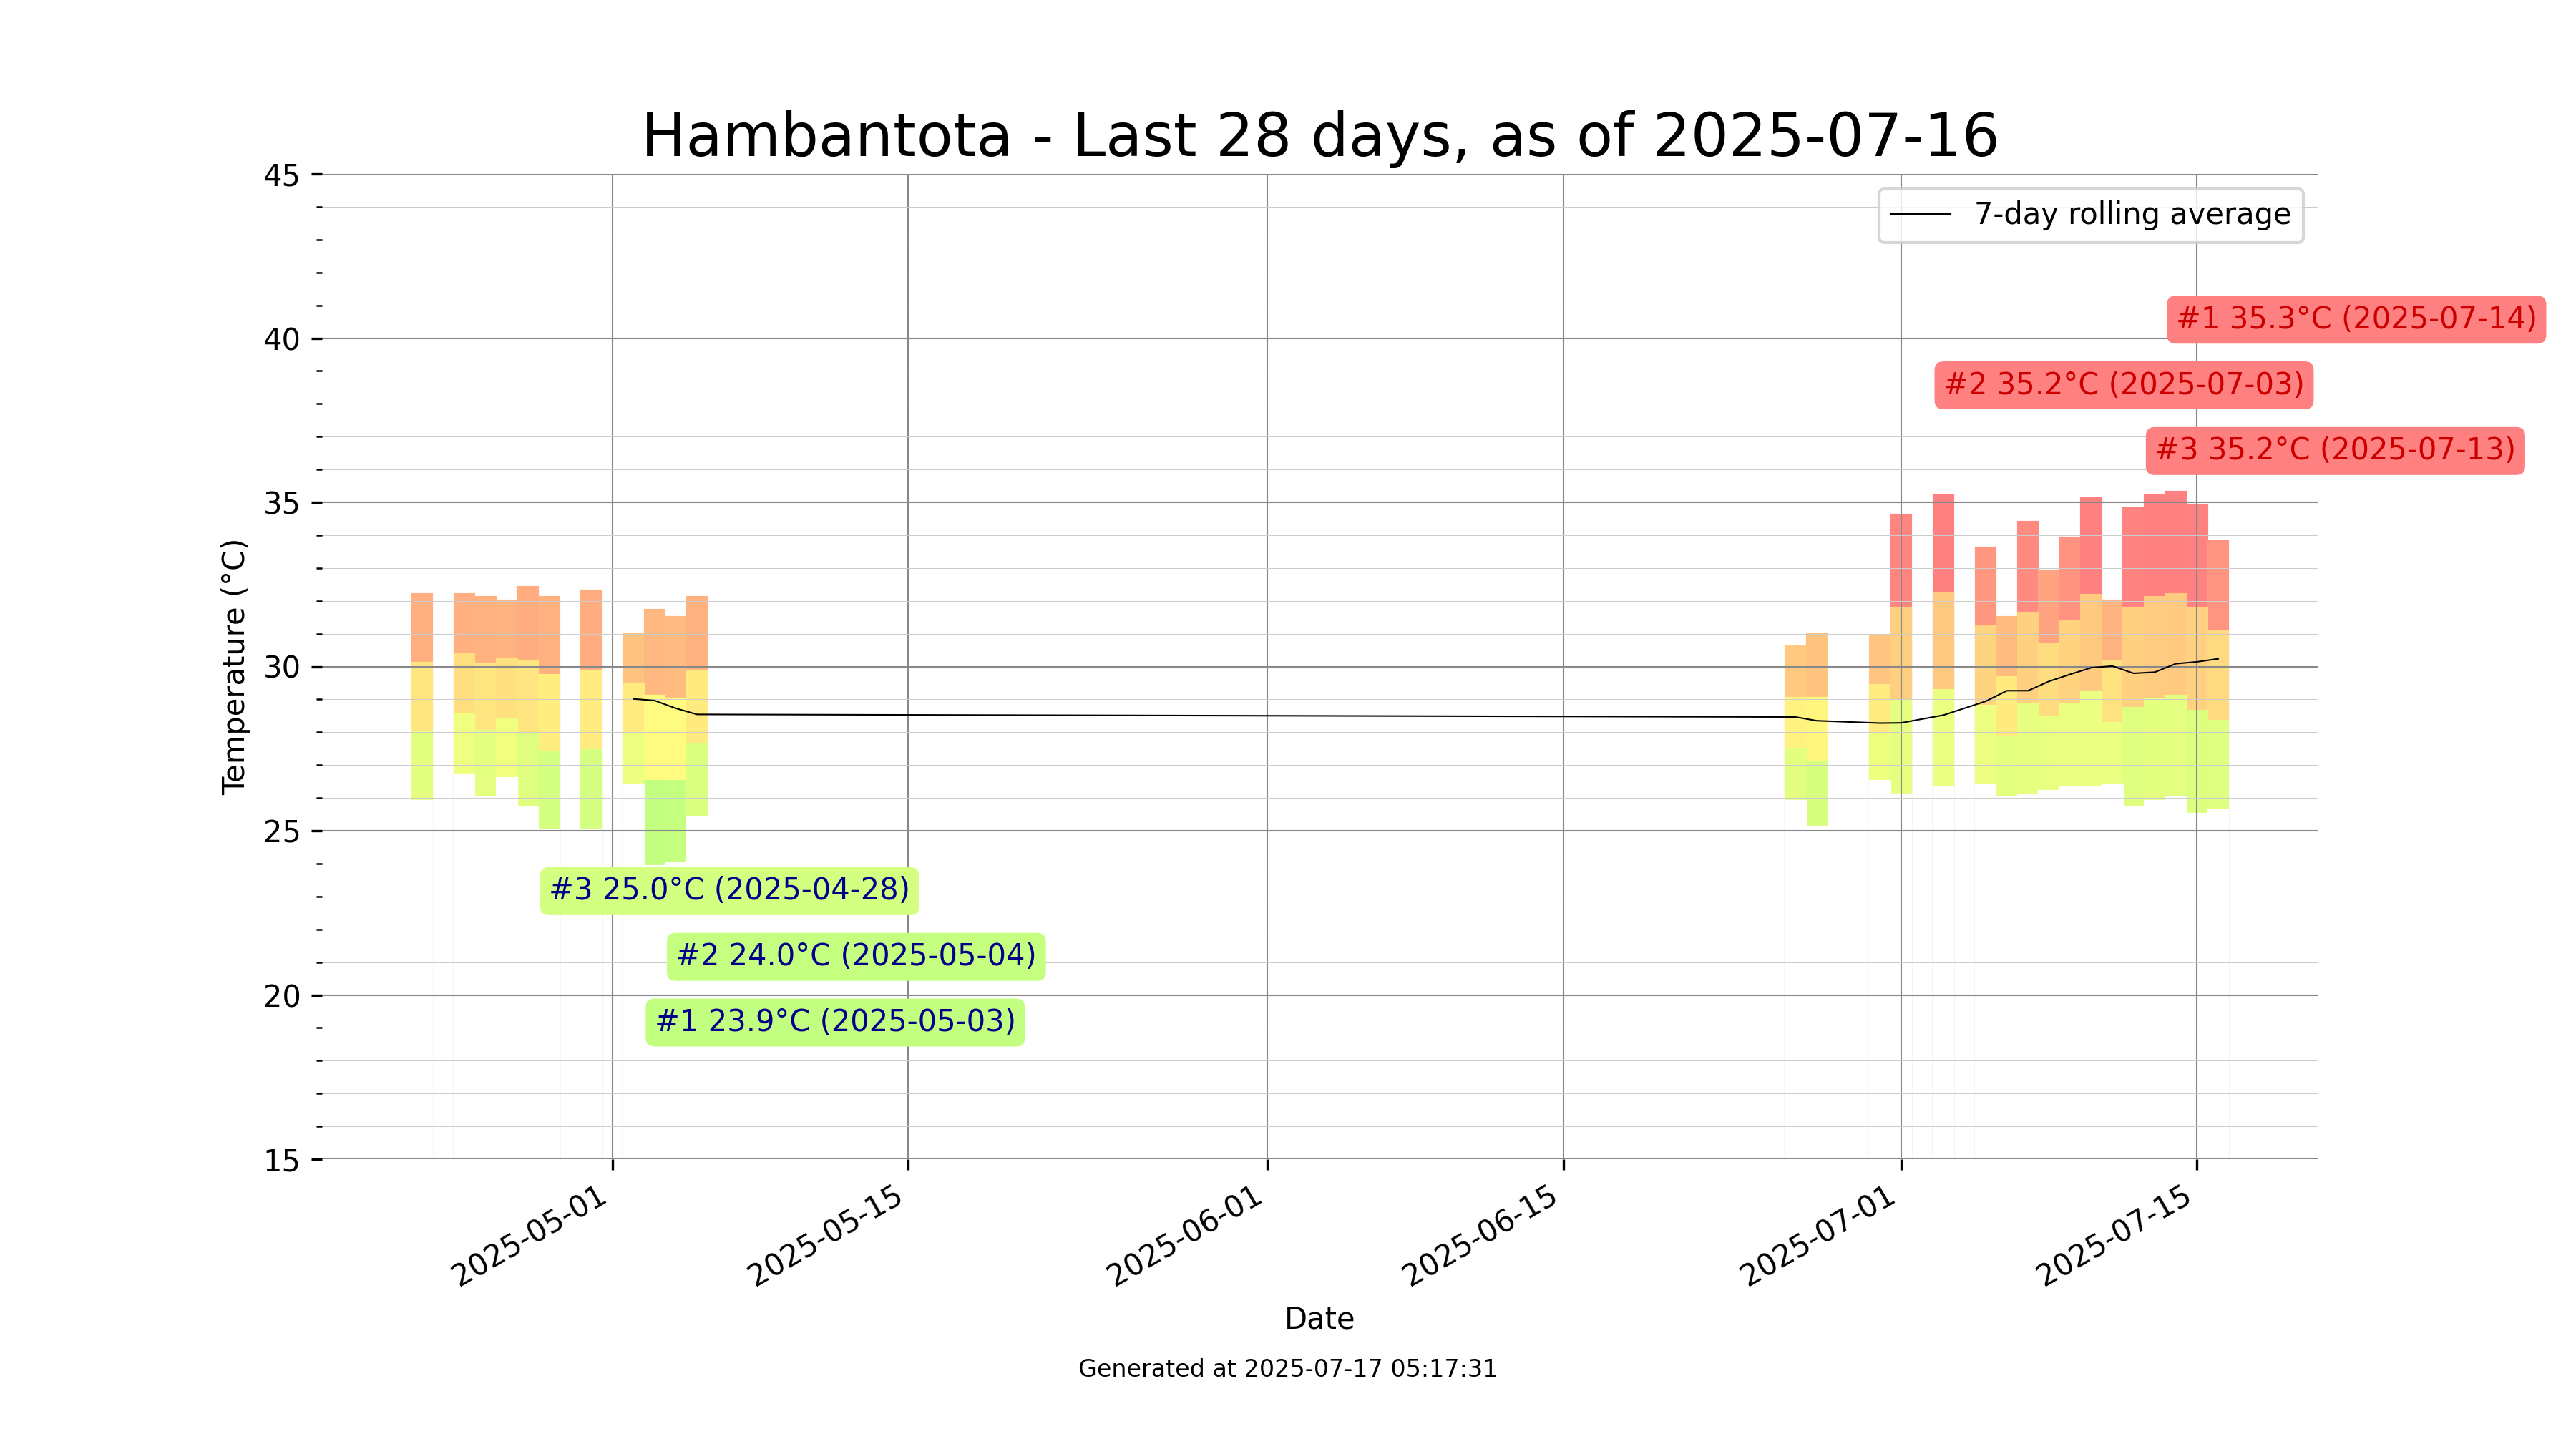 Hambantota - Last 28 days, as of 2025-07-16
45
40
35
30
25
20
15
Temperature (°C)
7-day rolling average
#1 35.3°C (2025-07-14)
#2 35.2°C (2025-07-03)
#3 35.2°C (2025-07-13)
#3 25.0°C (2025-04-28)
#2 24.0°C (2025-05-04)
#1 23.9°C (2025-05-03)
2025-05-01
2025-05-15
2025-06-01
2025-06-15
2025-07-01
2025-07-15
Date
Generated at 2025-07-17 05:17:31